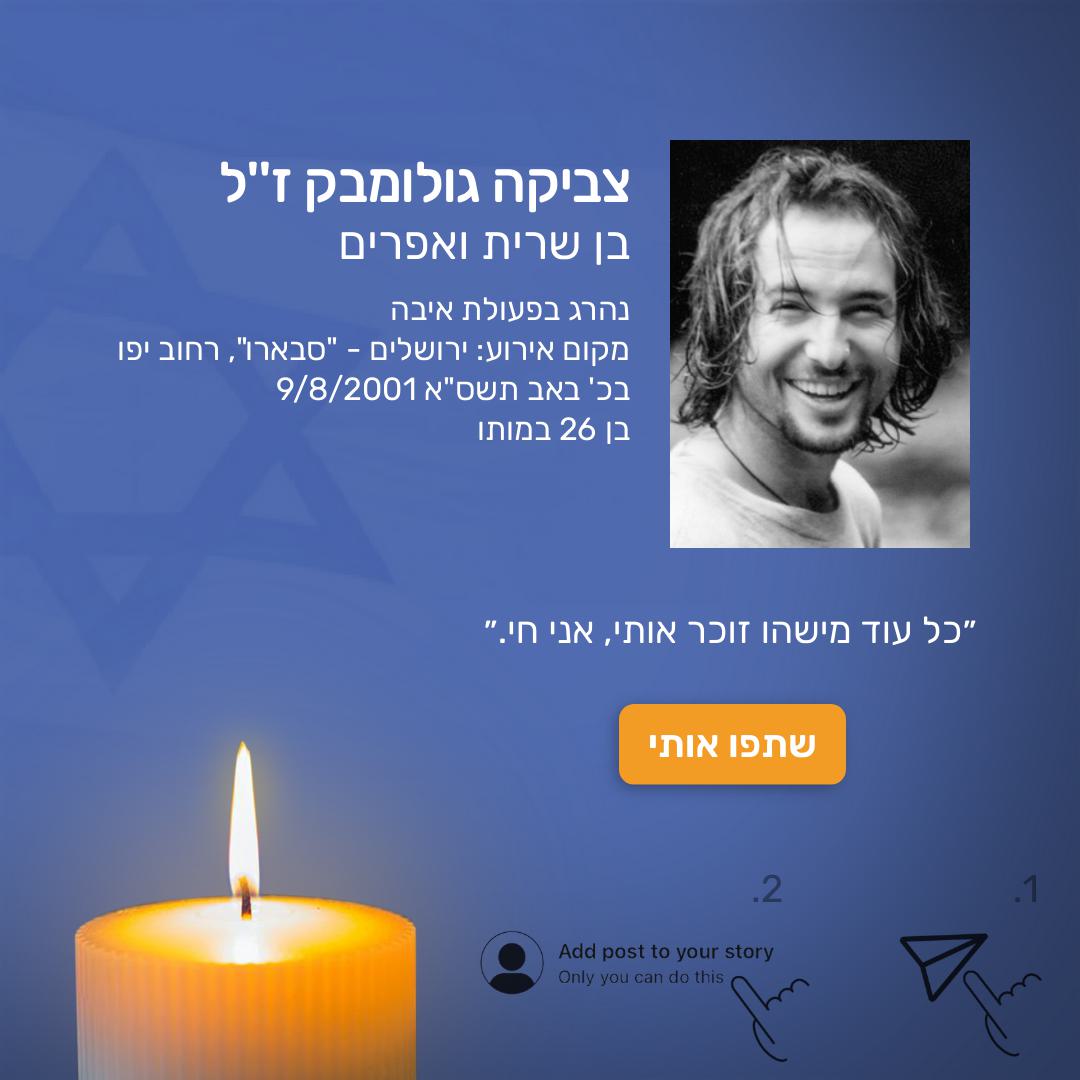 צביקה גולומבק ז"ל
בן שרית ואפרים
נהרג בפעולת איבה
מקום אירוע: ירושלים - "סבארו", רחוב יפו
בכ' באב תשס"א 9/8/2001
בן 26 במותו
״כל עוד מישהו זוכר אותי, אני חי.״
שתפו אותי
.1
.2
Add post to your story
Only you can do this